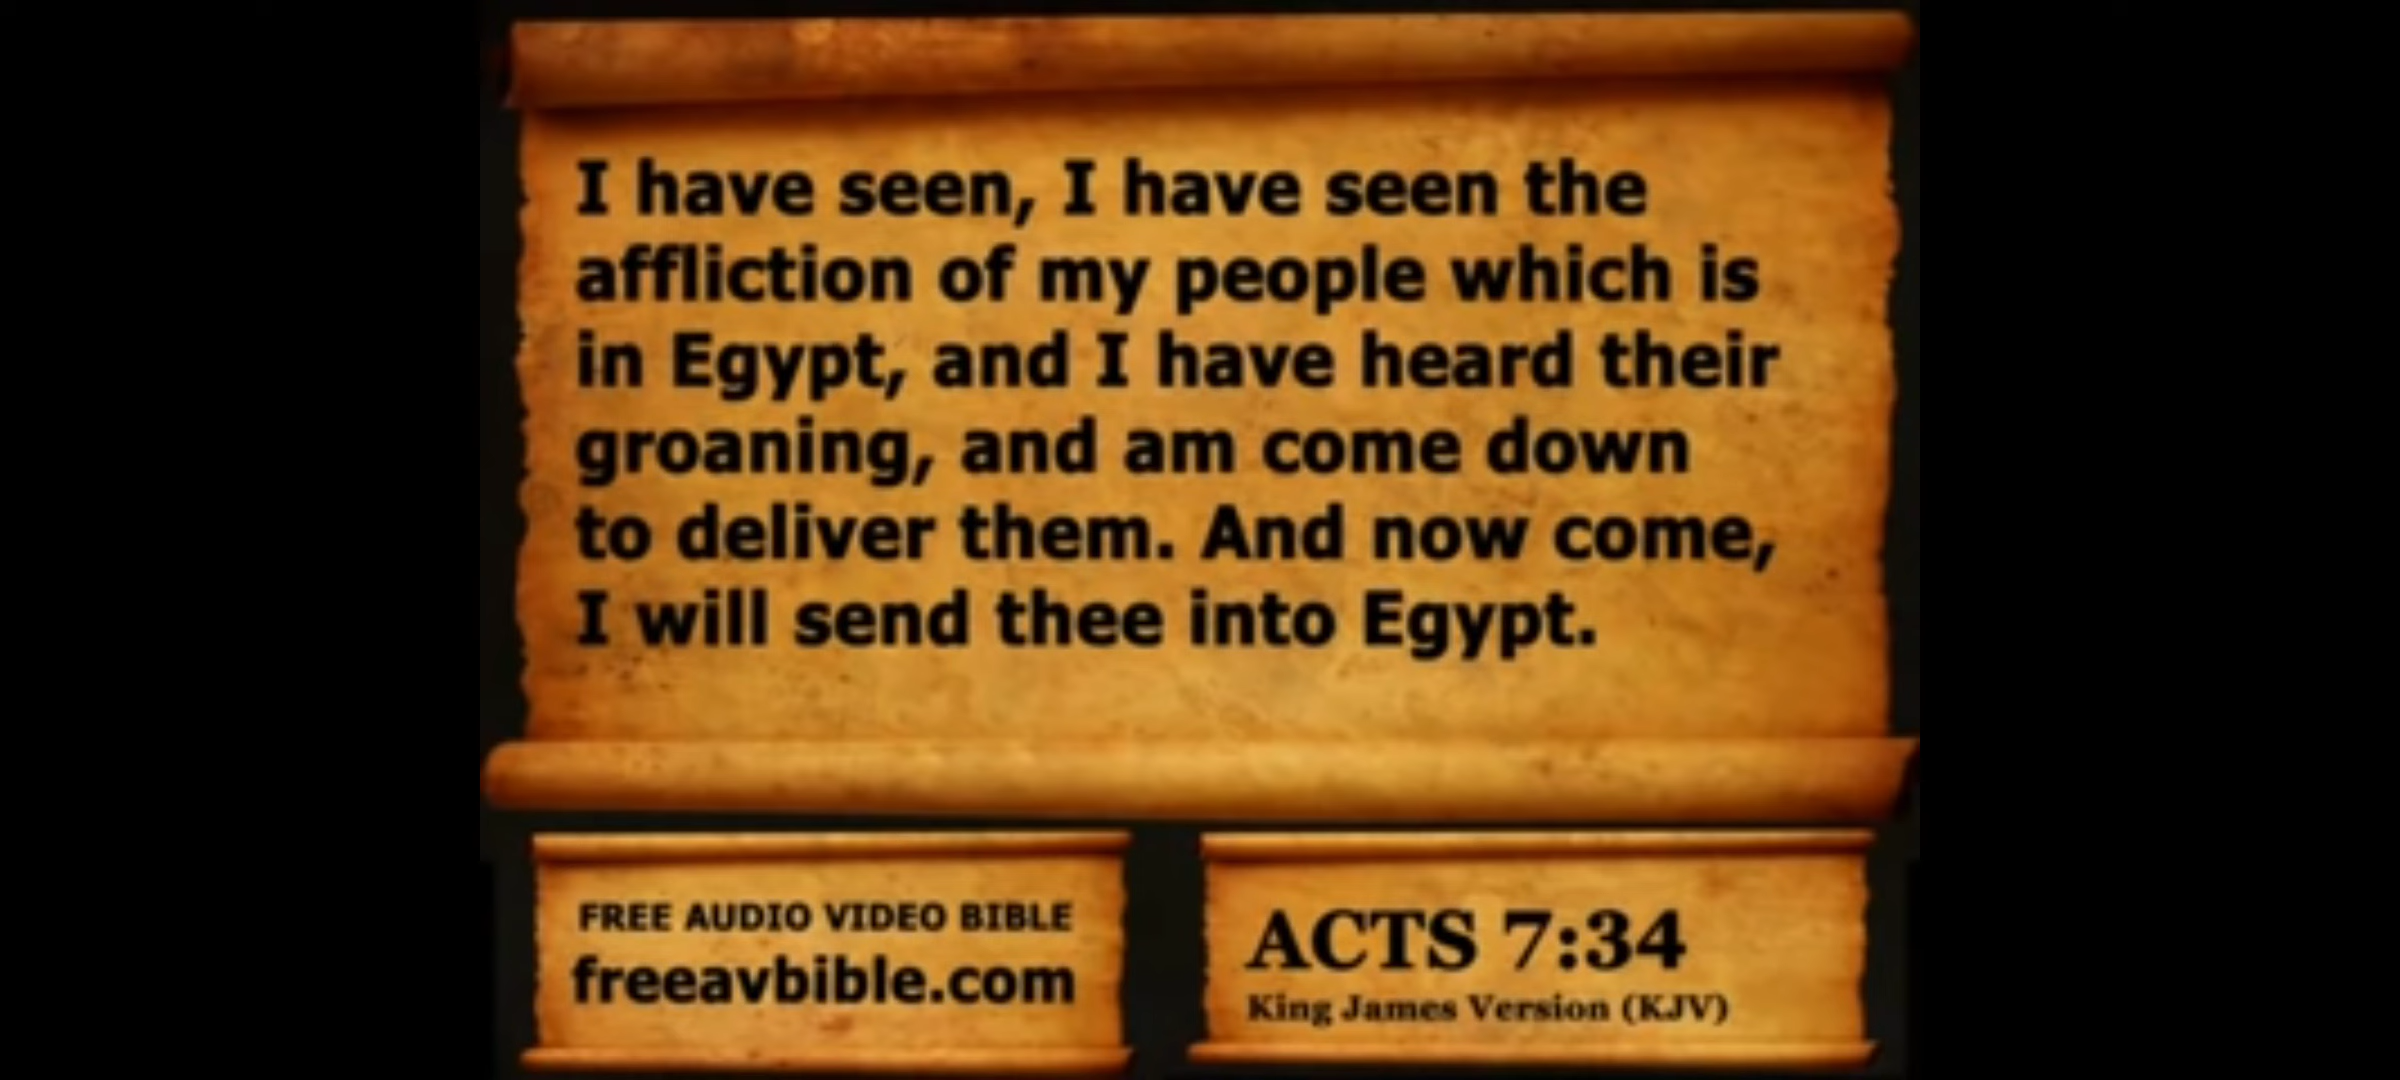 I have seen, I have seen the
affliction of my people which is
in Egypt, and I have heard their
groaning, and am come down
to deliver them. And now come,
I will send thee into Egypt.
FREE AUDIO VIDEO BIBLE
freeavbible.com
ACTS 7:34
King James Version (KJV)